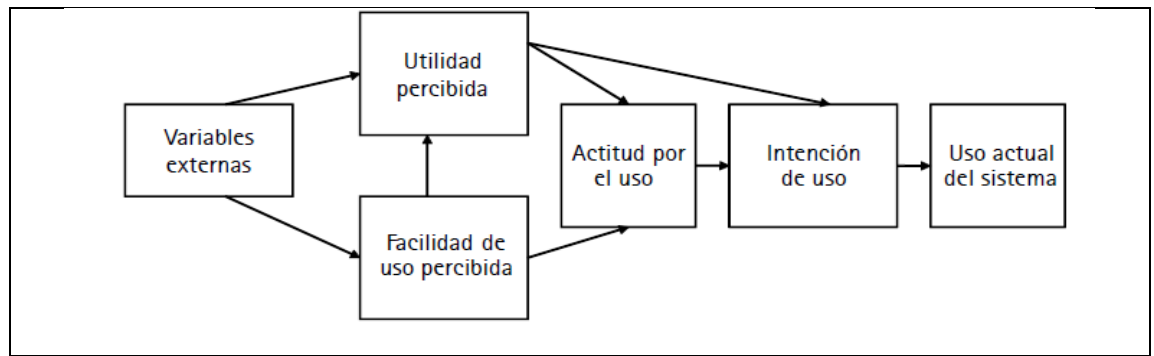 Utilidad
percibida
Variables
externas
Actitud por
el uso
Intención
de uso
Uso actual
del sistema
Facilidad de
uso percibida